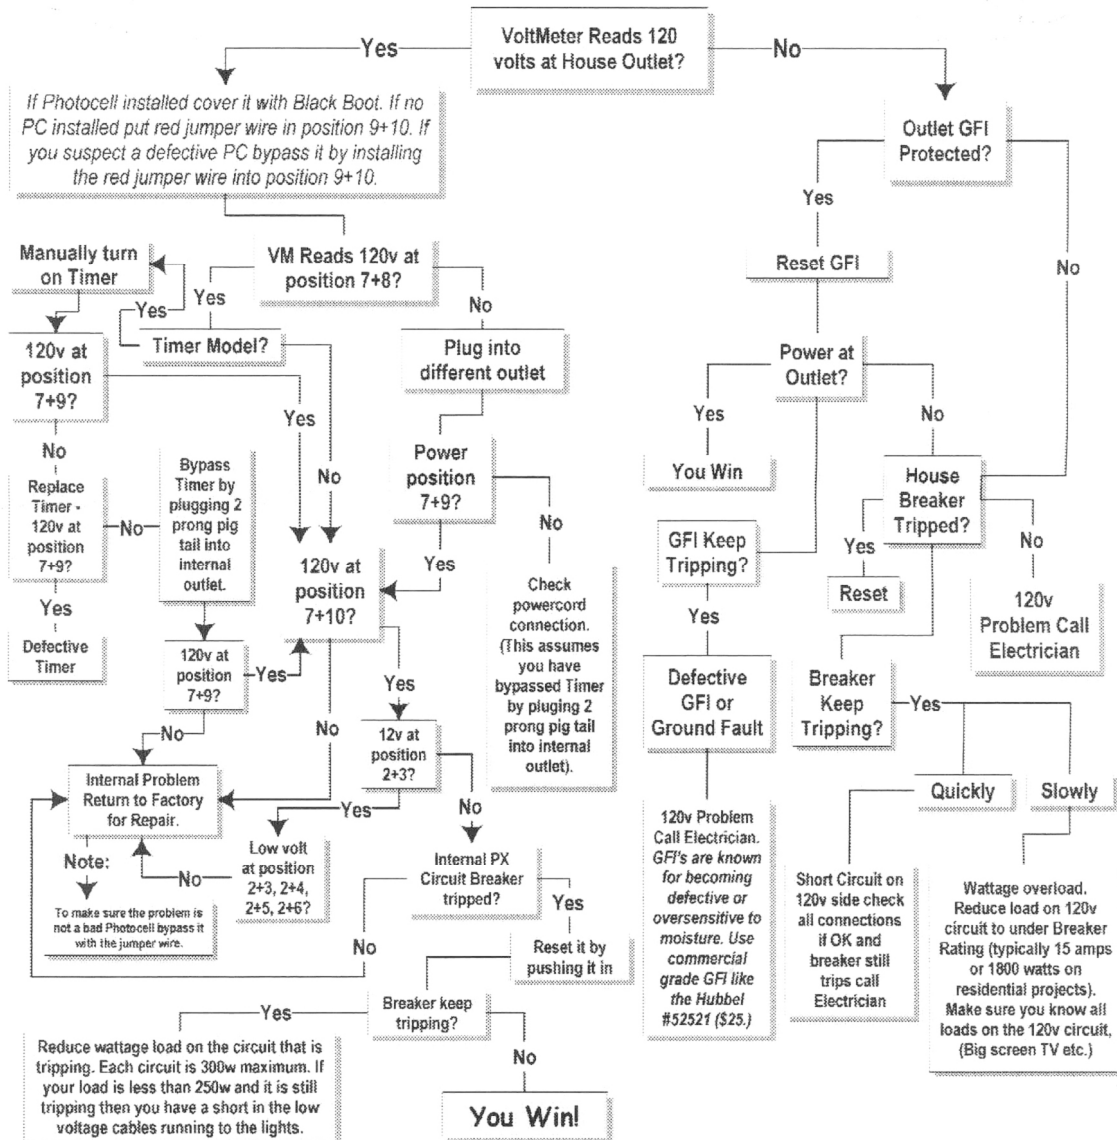 VoltMeter Reads 120
volts at House Outlet?
Yes
No
If Photocell installed cover it with Black Boot. If no
PC installed put red jumper wire in position 9+10. If
you suspect a defective PC bypass it by installing
the red jumper wire into position 9+10.
Outlet GFI
Protected?
Yes
No
Manually turn
on Timer
VM Reads 120v at
position 7+8?
Reset GFI
Yes
Yes
No
120v at
position
7+9?
Timer Model?
Plug into
different outlet
Power at
Outlet?
Yes
Yes
No
No
No
Bypass
Timer by
plugging 2
prong pig
tail into
internal
outlet.
Power
position
7+9?
You Win
House
Breaker
Tripped?
Replace
Timer -
120v at
position
7+9?
No
No
GFI Keep
Tripping?
Yes
No
Yes
120v at
position
7+10?
Yes
Check
powercord
connection.
(This assumes
you have
bypassed Timer
by pluging 2
prong pig tail
into internal
outlet).
Yes
Reset
120v
Problem Call
Electrician
Defective
Timer
120v at
position
7+9?
Yes
Yes
Defective
GFI or
Ground Fault
Breaker
Keep
Tripping?
Yes
No
No
12v at
position
2+3?
Internal Problem
Return to Factory
for Repair.
Yes
No
Quickly
Slowly
Note:
No
Low volt
at position
2+3, 2+4,
2+5, 2+6?
Internal PX
Circuit Breaker
tripped?
120v Problem
Call Electrician.
GFI's are known
for becoming
defective or
oversensitive to
moisture. Use
commercial
grade GFI like
the Hubbel
#52521 ($25.)
Short Circuit on
120v side check
all connections
if OK and
breaker still
trips call
Electrician
Wattage overload.
Reduce load on 120v
circuit to under Breaker
Rating (typically 15 amps
or 1800 watts on
residential projects).
Make sure you know all
loads on the 120v circuit,
(Big screen TV etc.)
To make sure the problem is
not a bad Photocell bypass it
with the jumper wire.
No
Yes
Reset it by
pushing it in
Yes
Breaker keep
tripping?
Reduce wattage load on the circuit that is
tripping. Each circuit is 300w maximum. If
your load is less than 250w and it is still
tripping then you have a short in the low
voltage cables running to the lights.
No
You Win!